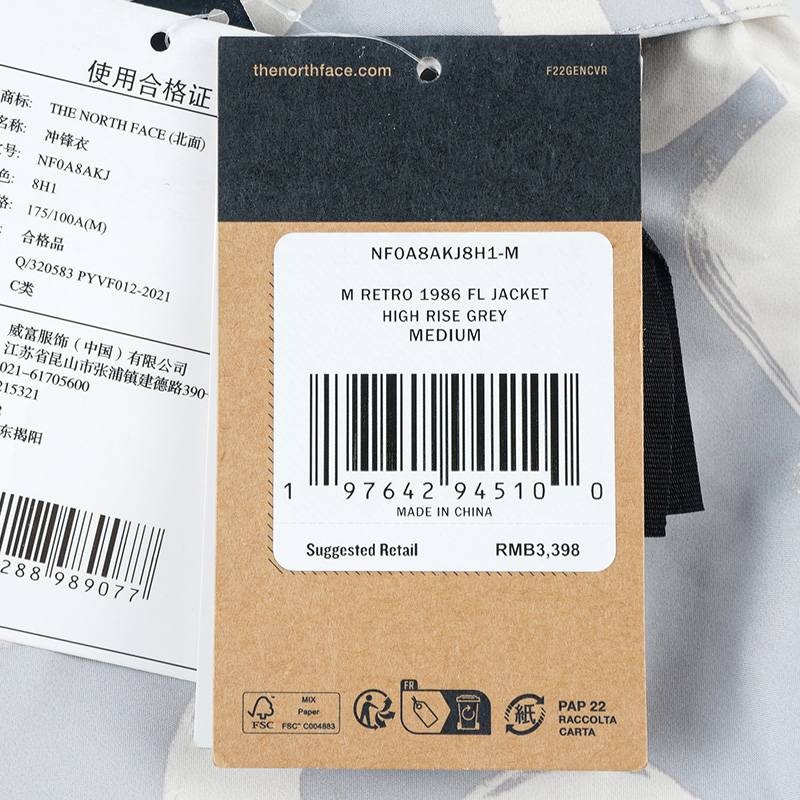 使用合格证
商标: THE NORTH FACE (北面)
名称: 冲锋衣
号: NF0A8AKJ
色: 8H1
格: 175/100A(M)
合格品
Q/320583 PYVF012-2021
C类
威富服饰（中国）有限公司
江苏省昆山市张浦镇建德路390-
021-61705600
215321
东揭阳
288 989077
thenorthface.com
F22GENCVR
NF0A8AKJ8H1-M
M RETRO 1986 FL JACKET
HIGH RISE GREY
MEDIUM
1 97642 94510 0
MADE IN CHINA
Suggested Retail RMB3,398
FSC
MIX
Paper
FSC™ C004883
FR
紙
PAP 22
RACCOLTA
CARTA